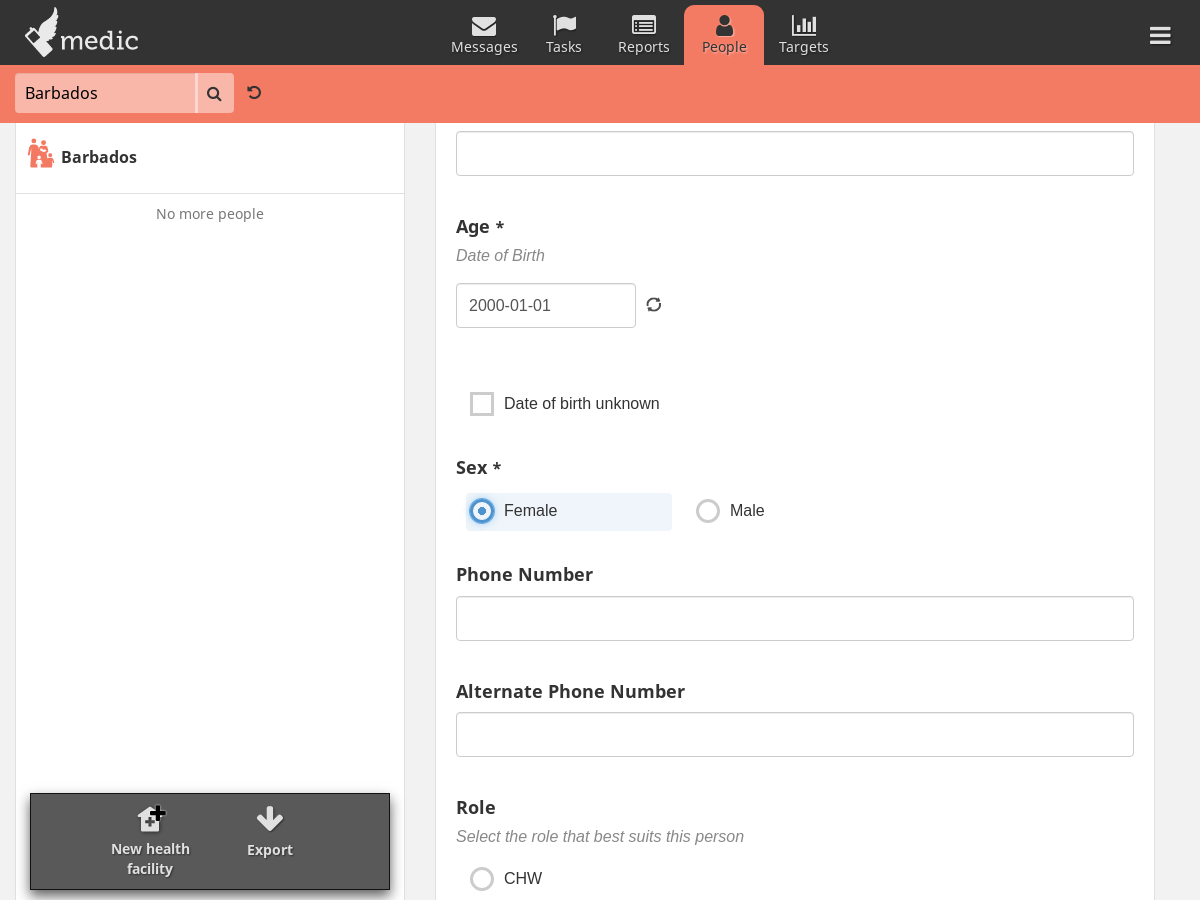 medic
Messages
Tasks
Reports
People
Targets
Barbados
Barbados
No more people
New health
facility
Export
Age *
Date of Birth
2000-01-01
Date of birth unknown
Sex *
Female
Male
Phone Number
Alternate Phone Number
Role
Select the role that best suits this person
CHW